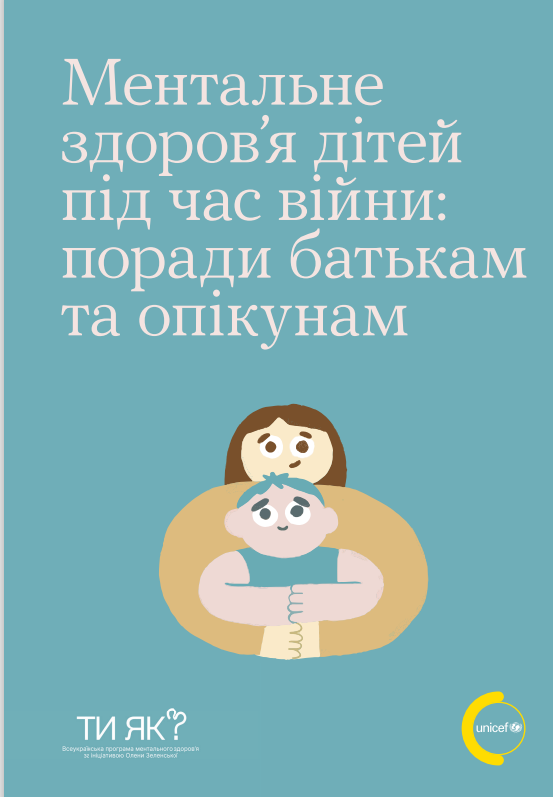 Ментальне
здоров’я дітей
під час війни:
поради батькам
та опікунам
ТИ ЯК?
Всеукраїнська програма ментального здоров'я
за ініціативою Олени Зеленської
unicef